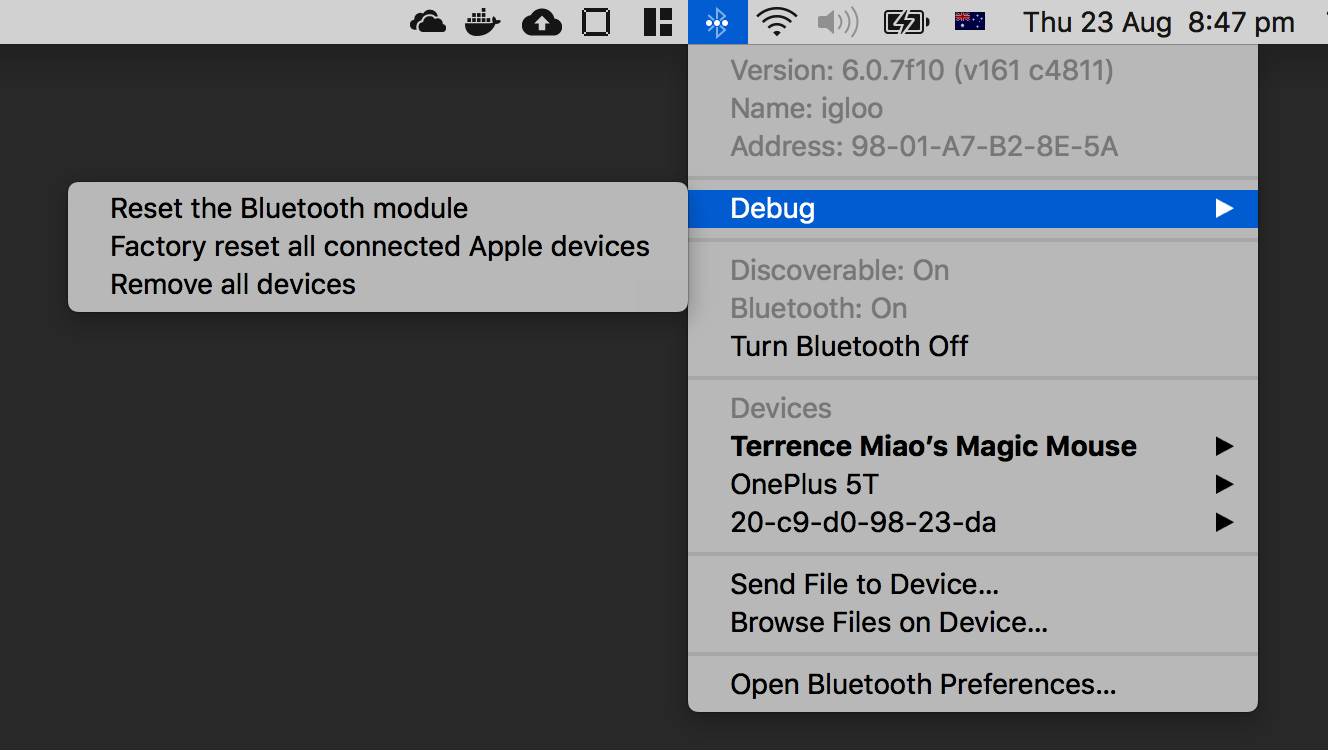 Thu 23 Aug 8:47 pm
Version: 6.0.7f10 (v161 c4811)
Name: igloo
Address: 98-01-A7-B2-8E-5A
Debug
Reset the Bluetooth module
Factory reset all connected Apple devices
Remove all devices
Discoverable: On
Bluetooth: On
Turn Bluetooth Off
Devices
Terrence Miao’s Magic Mouse
OnePlus 5T
20-c9-d0-98-23-da
Send File to Device...
Browse Files on Device...
Open Bluetooth Preferences...